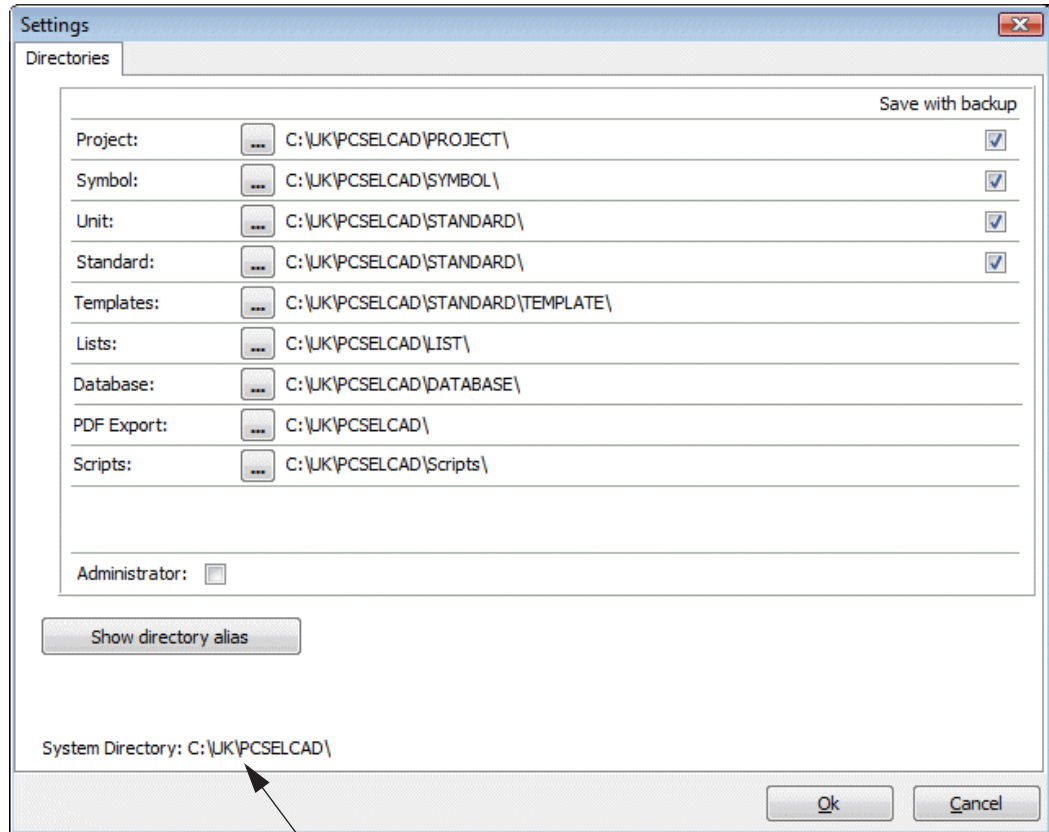 Settings
Directories
Save with backup
Project: ... C:\UK\PCSELCAD\PROJECT\
Symbol: ... C:\UK\PCSELCAD\SYMBOL\
Unit: ... C:\UK\PCSELCAD\STANDARD\
Standard: ... C:\UK\PCSELCAD\STANDARD\
Templates: ... C:\UK\PCSELCAD\STANDARD\TEMPLATE\
Lists: ... C:\UK\PCSELCAD\LIST\
Database: ... C:\UK\PCSELCAD\DATABASE\
PDF Export: ... C:\UK\PCSELCAD\
Scripts: ... C:\UK\PCSELCAD\Scripts\
Administrator:
Show directory alias
System Directory: C:\UK\PCSELCAD\
Ok Cancel